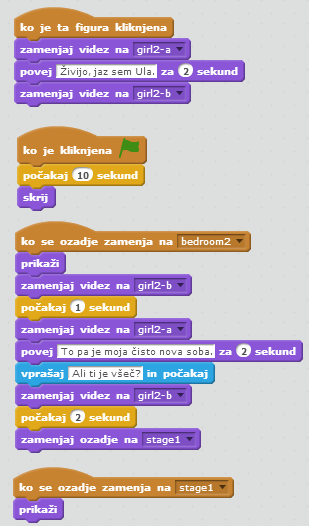 ko je ta figura kliknjena
zamenjaj videz na girl2-a
povej Živijo, jaz sem Ula. za 2 sekund
zamenjaj videz na girl2-b
ko je kliknjena
počakaj 10 sekund
skrij
ko se ozadje zamenja na bedroom2
prikaži
zamenjaj videz na girl2-b
počakaj 1 sekund
zamenjaj videz na girl2-a
povej To pa je moja čisto nova soba. za 2 sekund
vprašaj Ali ti je všeč? in počakaj
zamenjaj videz na girl2-b
počakaj 2 sekund
zamenjaj ozadje na stage1
ko se ozadje zamenja na stage1
prikaži